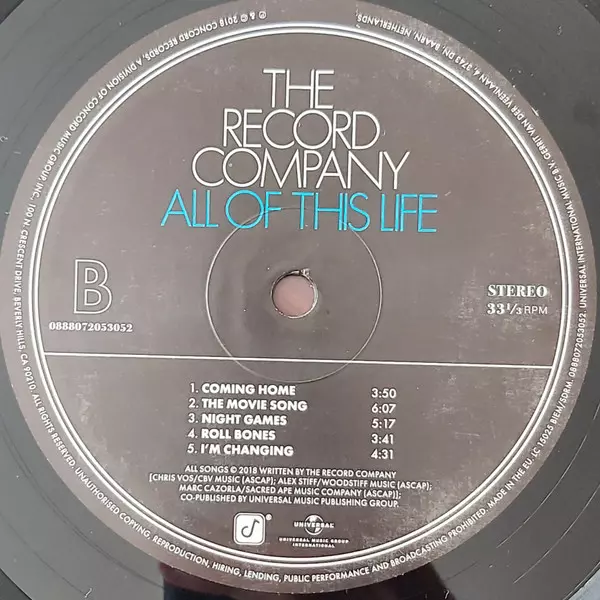 THE
RECORD
COMPANY
ALL OF THIS LIFE
B
0888072053052
STEREO
33 1/3 RPM
1. COMING HOME 3:50
2. THE MOVIE SONG 6:07
3. NIGHT GAMES 5:17
4. ROLL BONES 3:41
5. I'M CHANGING 4:31
ALL SONGS © 2018 WRITTEN BY THE RECORD COMPANY
[CHRIS VOS/CBV MUSIC (ASCAP); ALEX STIFF/WOODSTIFF MUSIC (ASCAP);
MARC CAZORLA/SACRED APE MUSIC COMPANY (ASCAP)];
CO-PUBLISHED BY UNIVERSAL MUSIC PUBLISHING GROUP.
UNIVERSAL
UNIVERSAL MUSIC GROUP
INTERNATIONAL
℗ & © 2018 CONCORD RECORDS, A DIVISION OF CONCORD MUSIC GROUP, INC. 100 N. CRESCENT DRIVE, BEVERLY HILLS, CA 90210. ALL RIGHTS RESERVED. UNAUTHORISED COPYING, REPRODUCTION, HIRING, LENDING, PUBLIC PERFORMANCE AND BROADCASTING PROHIBITED. MADE IN THE EU. LC 15025 BIEM/SDRM. 0888072053052. UNIVERSAL INTERNATIONAL MUSIC B.V. GERRIT VAN DER VEENLAAN 4 3743 DN, BAARN, NETHERLANDS.